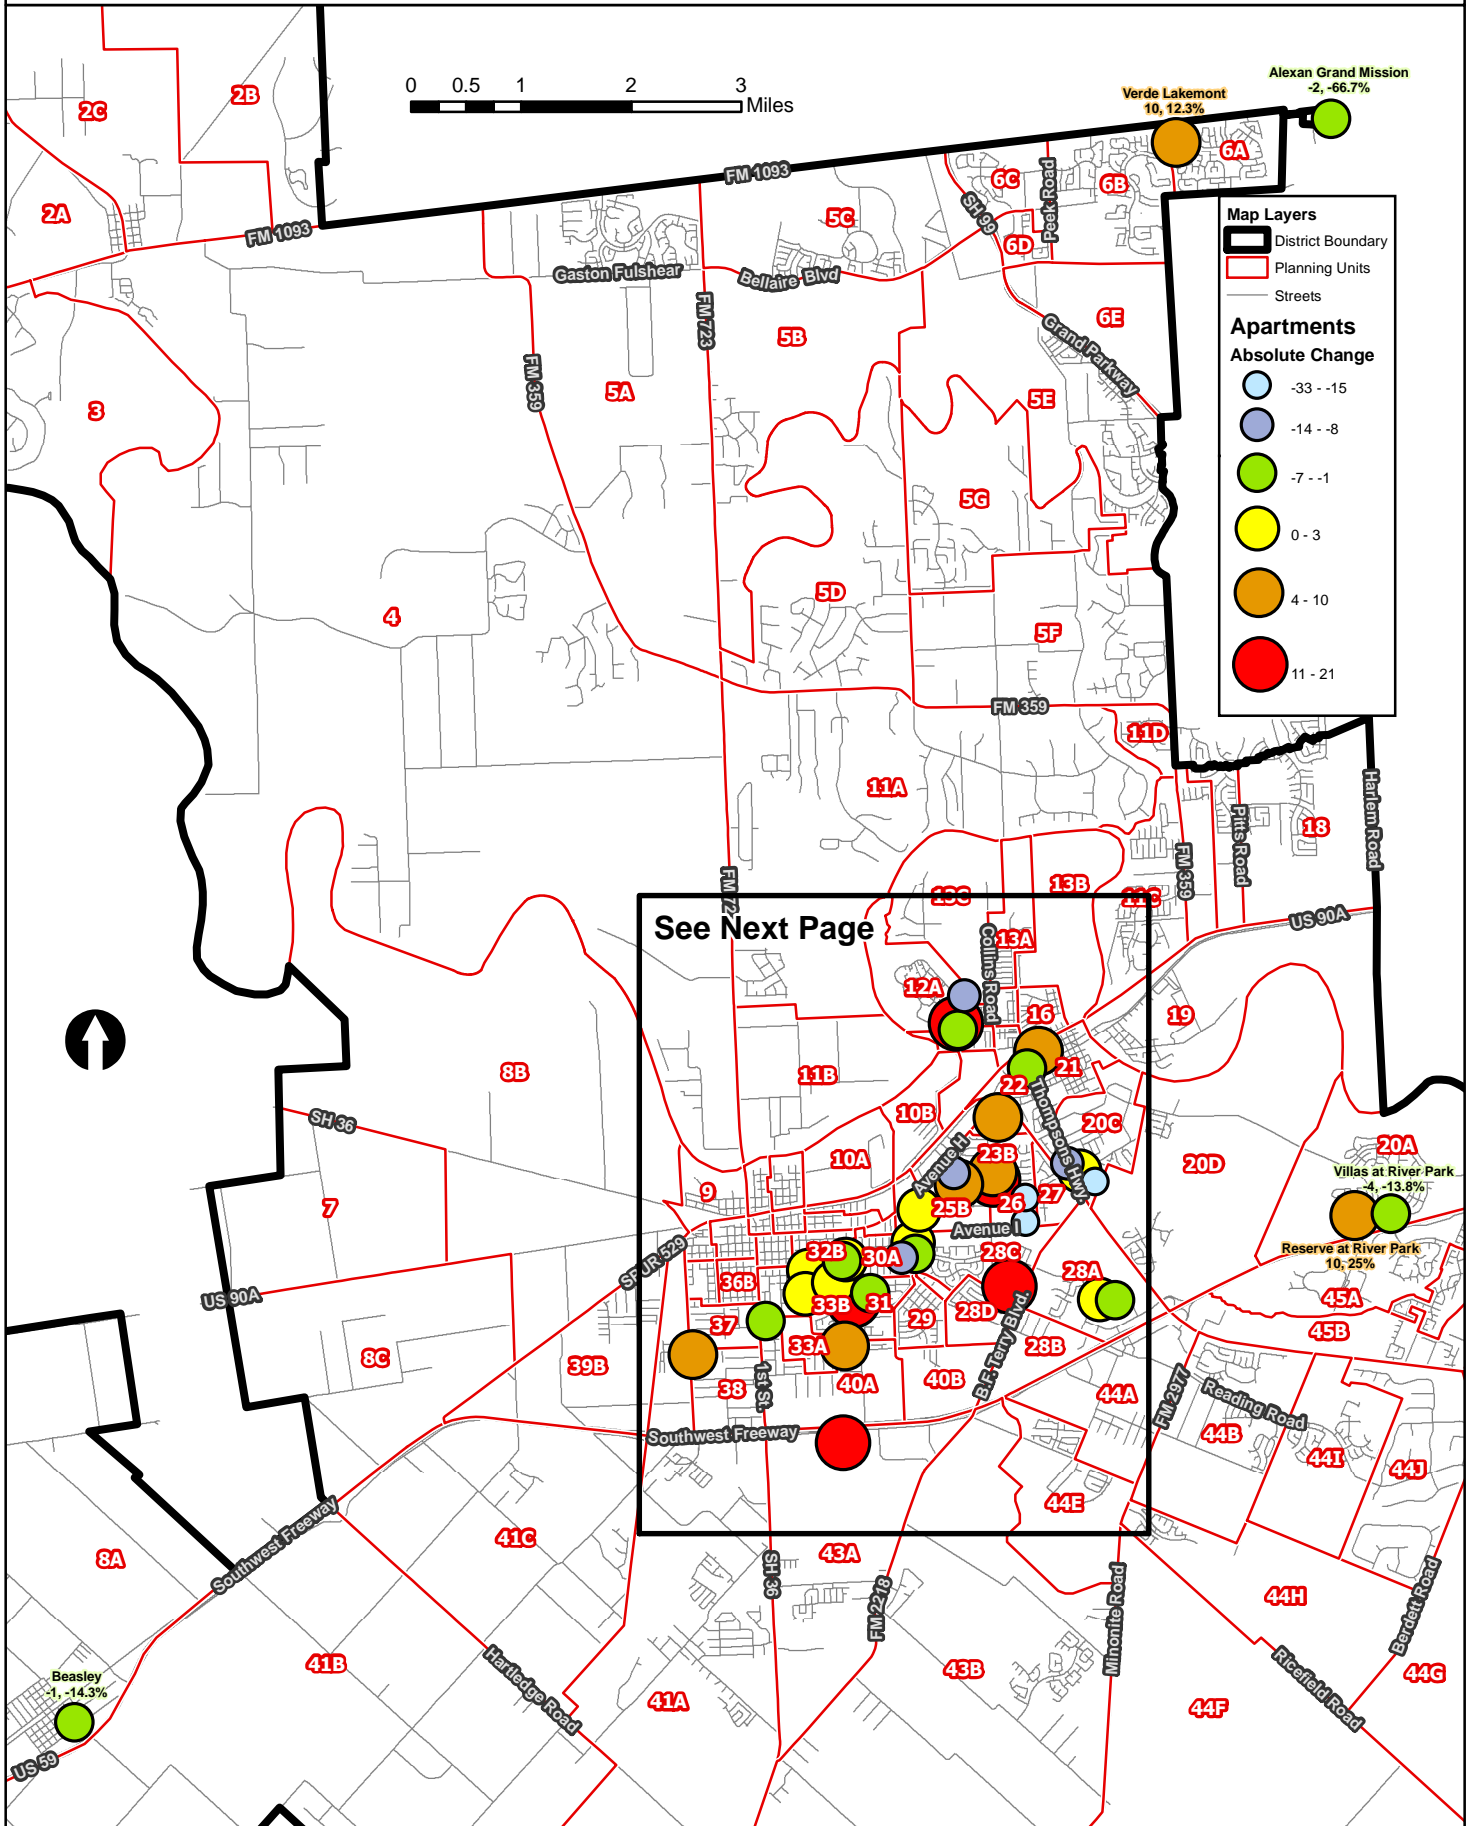 0 0.5 1 2 3
Miles
Alexan Grand Mission
-2, -66.7%
Verde Lakemont
10, 12.3%
2C
2B
6A
FM 1093
6C
Peek Road
6B
2A
5C
SH 99
FM 1093
6D
Gaston Fulshear
Bellaire Blvd
Map Layers
District Boundary
Planning Units
Streets
Apartments
Absolute Change
-33 - -15
-14 - -8
-7 - -1
0 - 3
4 - 10
11 - 21
FM 723
5B
6E
Grand Parkway
FM 359
5A
3
5E
5G
4
5D
5F
FM 359
11D
11A
Harlem Road
Pitts Road
18
FM 359
FM 72
13C
13B
11C
US 90A
See Next Page
Collins Road
13A
12A
16
19
8B
11B
21
22
Thompsons Hwy.
SH 36
10B
20C
20A
Avenue H
23B
10A
20D
Villas at River Park
-4, -13.8%
7
9
25B
26
27
Avenue I
Reserve at River Park
10, 25%
SPUR 529
32B
30A
28C
28A
36B
US 90A
45A
33B
31
29
28D
45B
37
33A
28B
8C
39B
B.F. Terry Blvd.
38
1st St
40A
40B
44A
FM 2977
Reading Road
44B
Southwest Freeway
44I
44J
44E
Southwest Freeway
8A
41C
43A
SH 36
FM 2218
Minonite Road
44H
Berdett Road
41B
Hartledge Road
43B
Ricefield Road
44G
Beasley
-1, -14.3%
41A
44F
US 59